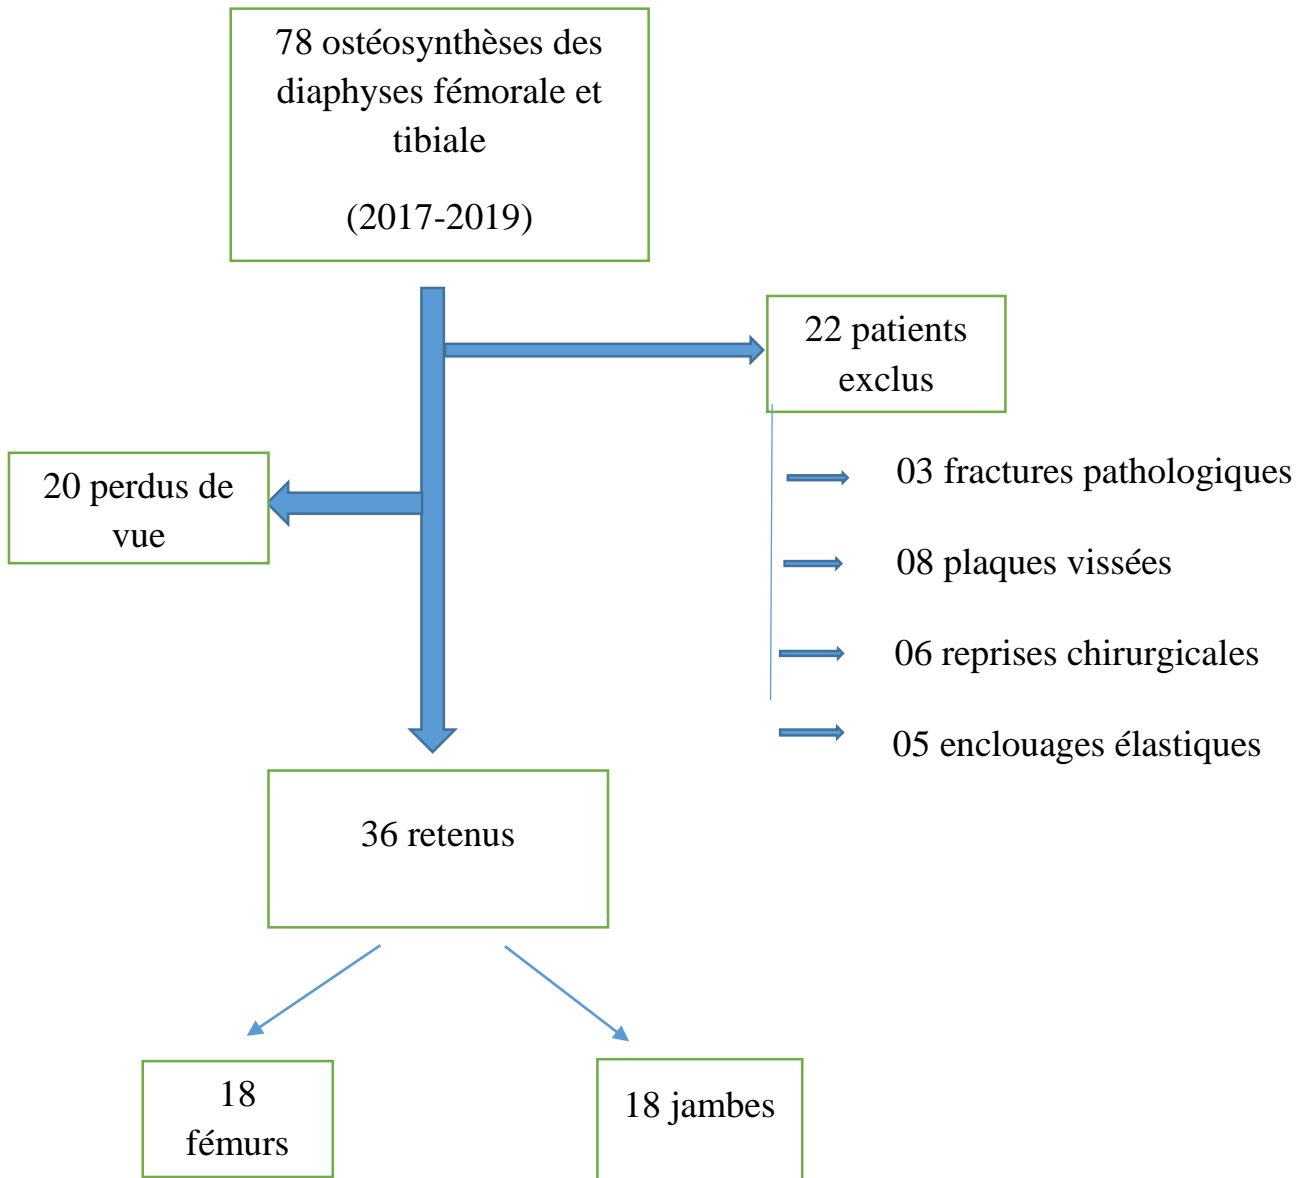 78 ostéosynthèses des
diaphyses fémorale et
tibiale
(2017-2019)
22 patients
exclus
20 perdus de
vue
03 fractures pathologiques
08 plaques vissées
06 reprises chirurgicales
05 enclouages élastiques
36 retenus
18
fémurs
18 jambes